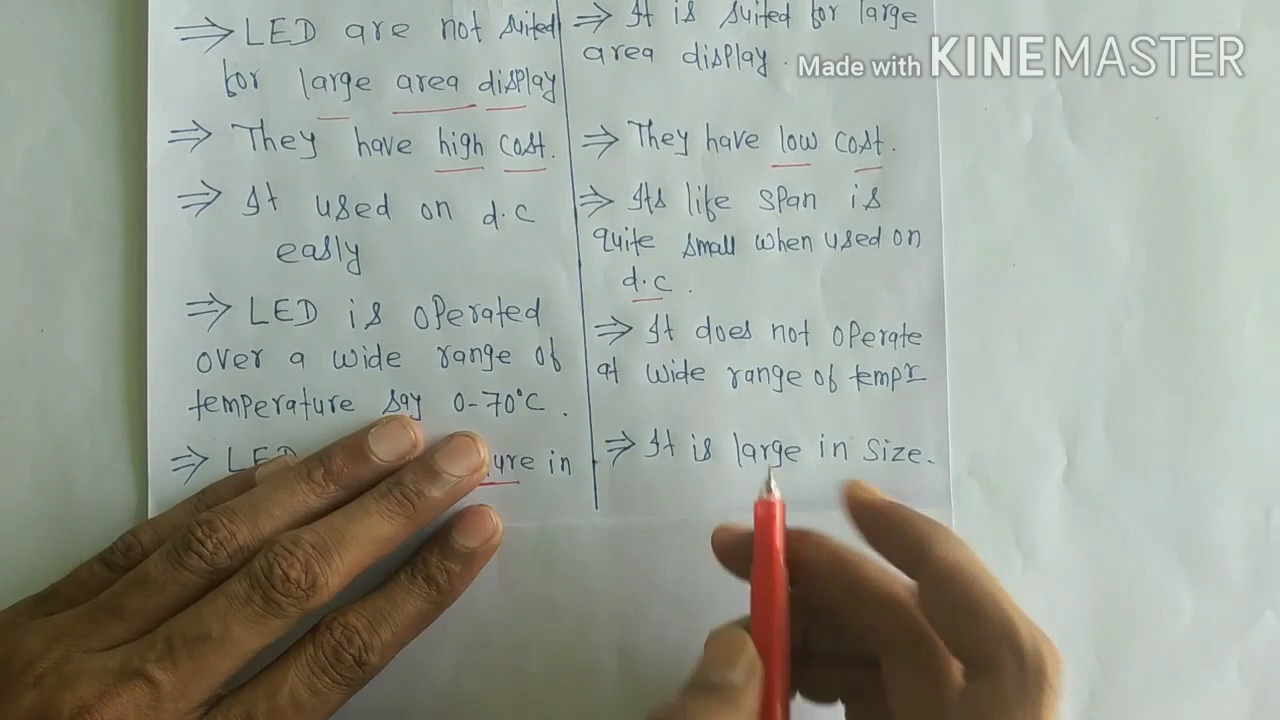 ⇒ LED are not suited
for large area display
⇒ They have high cost.
⇒ It used on d.c
easly
⇒ LED is operated
over a wide range of
temperature say 0-70°C.
⇒ LED in
⇒ It is suited for large
area display.
⇒ They have low cost.
⇒ Its life span is
quite small when used on
d.c.
⇒ It does not operate
at wide range of tempr
⇒ It is large in size.
Made with KINEMASTER